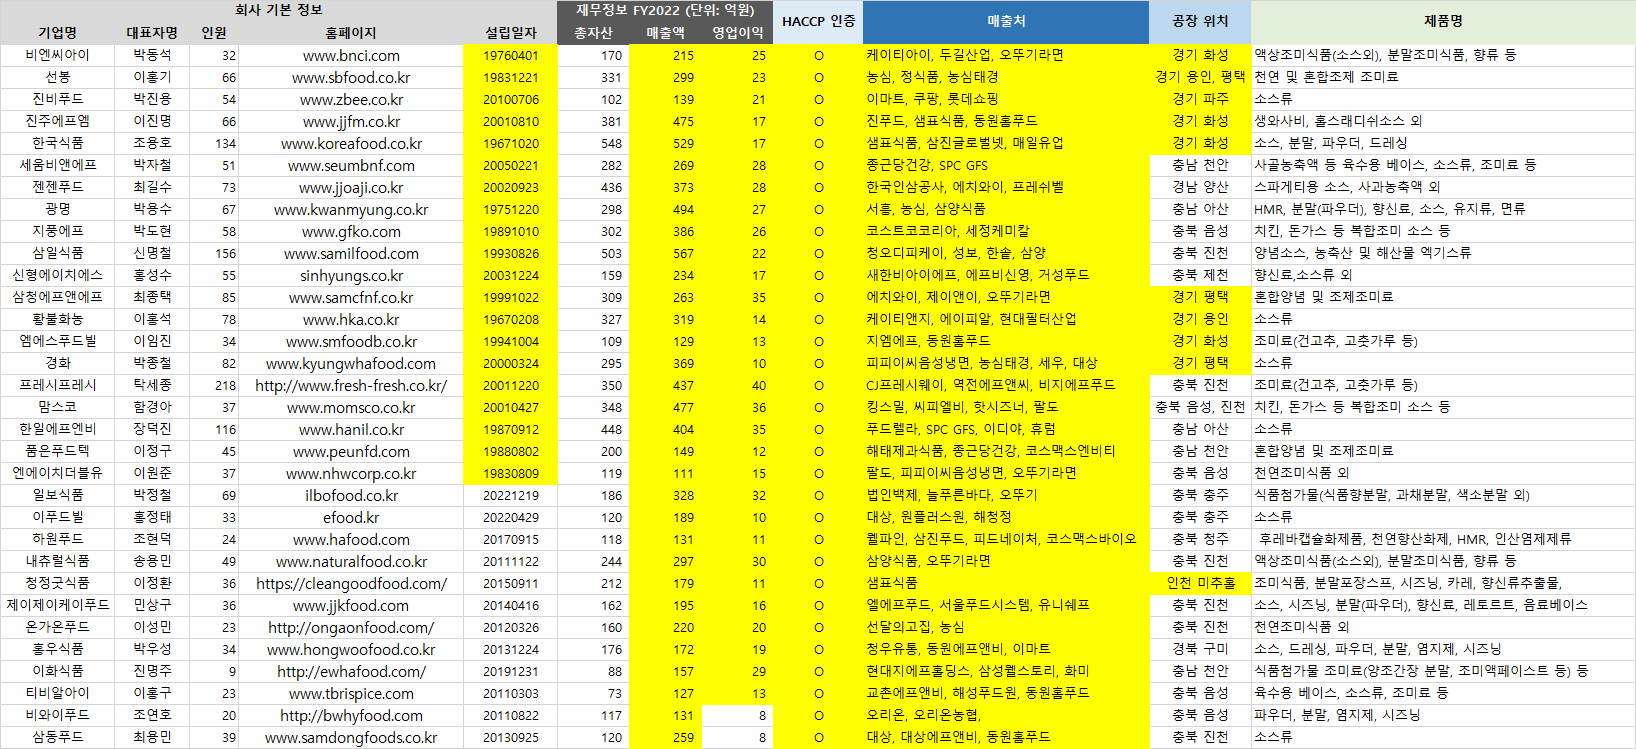 회사 기본 정보 재무정보 FY2022 (단위: 억원) HACCP 인증 매출처 공장 위치 제품명
기업명 대표자명 인원 홈페이지 설립일자 총자산 매출액 영업이익
비엔씨아이 박동석 32 www.bnci.com 19760401 170 215 25 O 케이티아이, 두길산업, 오뚜기라면 경기 화성 액상조미식품(소스외), 분말조미식품, 향류 등
선봉 이홍기 66 www.sbfood.co.kr 19831221 331 299 23 O 농심, 정식품, 농심태경 경기 용인, 평택 천연 및 혼합조제 조미료
진비푸드 박진용 54 www.zbee.co.kr 20100706 102 139 21 O 이마트, 쿠팡, 롯데쇼핑 경기 파주 소스류
진주에프엠 이진명 66 www.jjfm.co.kr 20010810 381 475 17 O 진푸드, 샘표식품, 동원홈푸드 경기 화성 생와사비, 홀스래디쉬소스 외
한국식품 조용호 134 www.koreafood.co.kr 19671020 548 529 17 O 샘표식품, 삼진글로벌넷, 매일유업 경기 화성 소스, 분말, 파우더, 드레싱
세움비앤에프 박자철 51 www.seumbnf.com 20050221 282 269 28 O 종근당건강, SPC GFS 충남 천안 사골농축액 등 육수용 베이스, 소스류, 조미료 등
젠젠푸드 최길수 73 www.jjoaji.co.kr 20020923 436 373 28 O 한국인삼공사, 에치와이, 프레쉬벨 경남 양산 스파게티용 소스, 사과농축액 외
광명 박용수 67 www.kwanmyung.co.kr 19751220 298 494 27 O 서흥, 농심, 삼양식품 충남 아산 HMR, 분말(파우더), 향신료, 소스, 유지류, 면류
지풍에프 박도현 58 www.gfko.com 19891010 302 386 26 O 코스트코코리아, 세정케미칼 충북 음성 치킨, 돈가스 등 복합조미 소스 등
삼일식품 신명철 156 www.samilfood.com 19930826 503 567 22 O 청오디피케이, 성보, 한솥, 삼양 충북 진천 양념소스, 농축산 및 해산물 엑기스류
신형에이치에스 홍성수 55 sinhyungs.co.kr 20031224 159 234 17 O 새한비아이에프, 에프비신영, 거성푸드 충북 제천 향신료,소스류 외
삼청에프앤에프 최종택 85 www.samcfnf.co.kr 19991022 309 263 35 O 에치와이, 제이앤이, 오뚜기라면 경기 평택 혼합양념 및 조제조미료
황불화농 이홍석 78 www.hka.co.kr 19670208 327 319 14 O 케이티앤지, 에이피알, 현대필터산업 경기 용인 소스류
엠에스푸드빌 이임진 34 www.smfoodb.co.kr 19941004 109 129 13 O 지엠에프, 동원홈푸드 경기 화성 조미료(건고추, 고춧가루 등)
경화 박종철 82 www.kyungwhafood.com 20000324 295 369 10 O 피피이씨음성냉면, 농심태경, 세우, 대상 경기 평택 소스류
프레시프레시 탁세종 218 http://www.fresh-fresh.co.kr/ 20011220 350 437 40 O CJ프레시웨이, 역전에프앤씨, 비지에프푸드 충북 진천 조미료(건고추, 고춧가루 등)
맘스코 함경아 37 www.momsco.co.kr 20010427 348 477 36 O 킹스밀, 씨피엘비, 핫시즈너, 팔도 충북 음성, 진천 치킨, 돈가스 등 복합조미 소스 등
한일에프엔비 장덕진 116 www.hanil.co.kr 19870912 448 404 35 O 푸드렐라, SPC GFS, 이디야, 휴럼 충남 아산 소스류
품은푸드텍 이정구 45 www.peunfd.com 19880802 200 149 12 O 해태제과식품, 종근당건강, 코스맥스엔비티 충남 천안 혼합양념 및 조제조미료
엔에이치더블유 이원준 37 www.nhwcorp.co.kr 19830809 119 111 15 O 팔도, 피피이씨음성냉면, 오뚜기라면 충북 음성 천연조미식품 외
일보식품 박정철 69 ilbofood.co.kr 20221219 186 328 32 O 법인백제, 늘푸른바다, 오뚜기 충북 충주 식품첨가물(식품향분말, 과채분말, 색소분말 외)
이푸드빌 홍정태 33 efood.kr 20220429 120 189 10 O 대상, 원플러스원, 해청정 충북 충주 소스류
하원푸드 조현덕 24 www.hafood.com 20170915 118 131 11 O 웰파인, 삼진푸드, 피드네이처, 코스맥스바이오 충북 청주 후레바캡슐화제품, 천연향산화제, HMR, 인산염제제류
내츄럴식품 송용민 49 www.naturalfood.co.kr 20111122 244 297 30 O 삼양식품, 오뚜기라면 충북 진천 액상조미식품(소스외), 분말조미식품, 향류 등
청정굿식품 이정환 36 https://cleangoodfood.com/ 20150911 212 179 11 O 샘표식품 인천 미추홀 조미식품, 분말포장스프, 시즈닝, 카레, 향신류추출물,
제이제이케이푸드 민상구 36 www.jjkfood.com 20140416 162 195 16 O 엘에프푸드, 서울푸드시스템, 유니쉐프 충북 진천 소스, 시즈닝, 분말(파우더), 향신료, 레토르트, 음료베이스
온가온푸드 이성민 23 http://ongaonfood.com/ 20120326 160 220 20 O 선달의고집, 농심 충북 진천 천연조미식품 외
홍우식품 박우성 34 www.hongwoofood.co.kr 20131224 176 172 19 O 청우유통, 동원에프앤비, 이마트 경북 구미 소스, 드레싱, 파우더, 분말, 염지제, 시즈닝
이화식품 진명주 9 http://ewhafood.com/ 20191231 88 157 29 O 현대지에프홀딩스, 삼성웰스토리, 화미 충남 천안 식품첨가물 조미료(양조간장 분말, 조미액페이스트 등) 등
티비알아이 이홍구 23 www.tbrispice.com 20110303 73 127 13 O 교촌에프앤비, 해성푸드원, 동원홈푸드 충북 음성 육수용 베이스, 소스류, 조미료 등
비와이푸드 조연호 20 http://bwhyfood.com 20110822 117 131 8 O 오리온, 오리온농협, 충북 음성 파우더, 분말, 염지제, 시즈닝
삼동푸드 최용민 39 www.samdongfoods.co.kr 20130925 120 259 8 O 대상, 대상에프앤비, 동원홈푸드 충북 진천 소스류